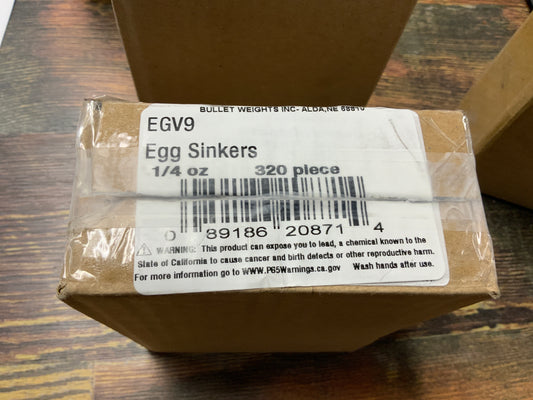 BULLET WEIGHTS INC- ALDA,NE 68810
EGV9
Egg Sinkers
1/4 oz 320 piece
0 89186 20871 4
WARNING: This product can expose you to lead, a chemical known to the
State of California to cause cancer and birth defects or other reproductive harm.
For more information go to WWW.P65Warnings.ca.gov Wash hands after use.